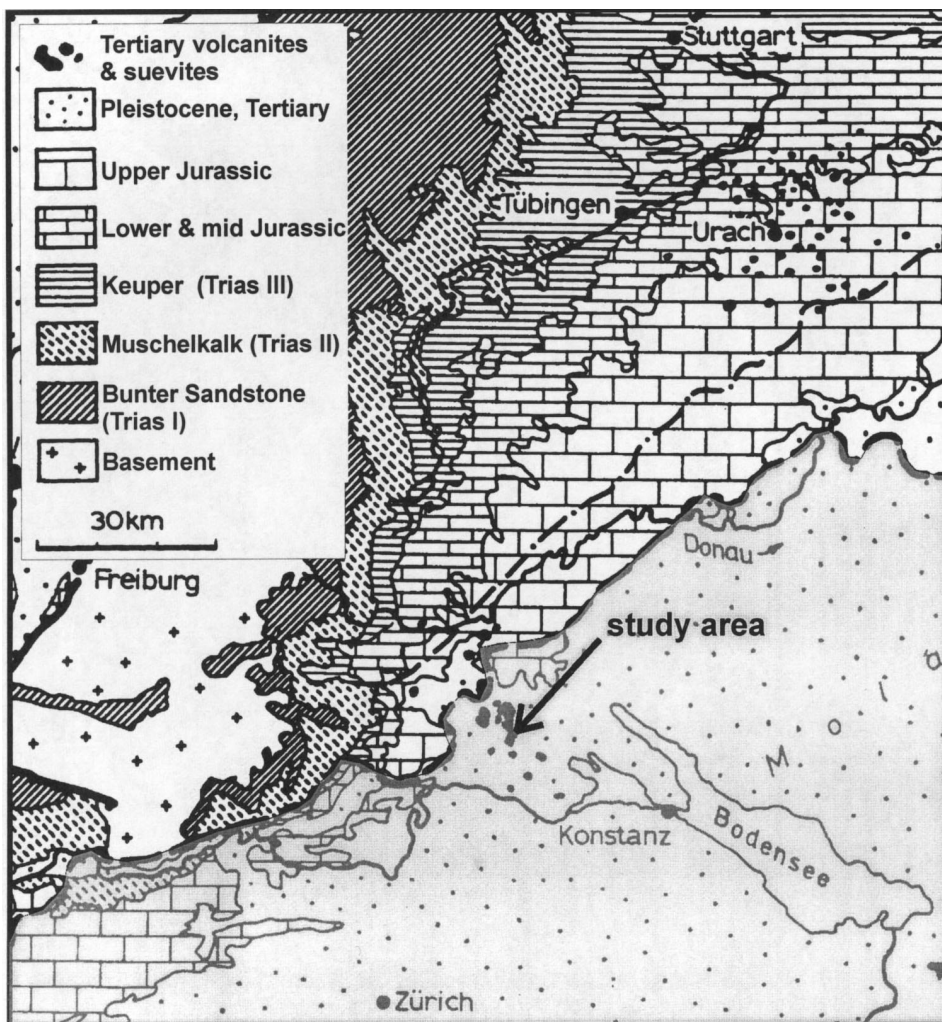 Tertiary volcanites
& suevites
Pleistocene, Tertiary
Upper Jurassic
Lower & mid Jurassic
Keuper (Trias III)
Muschelkalk (Trias II)
Bunter Sandstone
(Trias I)
Basement
30km
Stuttgart
Tübingen
Urach
Freiburg
Donau
study area
M o l a
Konstanz
Bodensee
Zürich